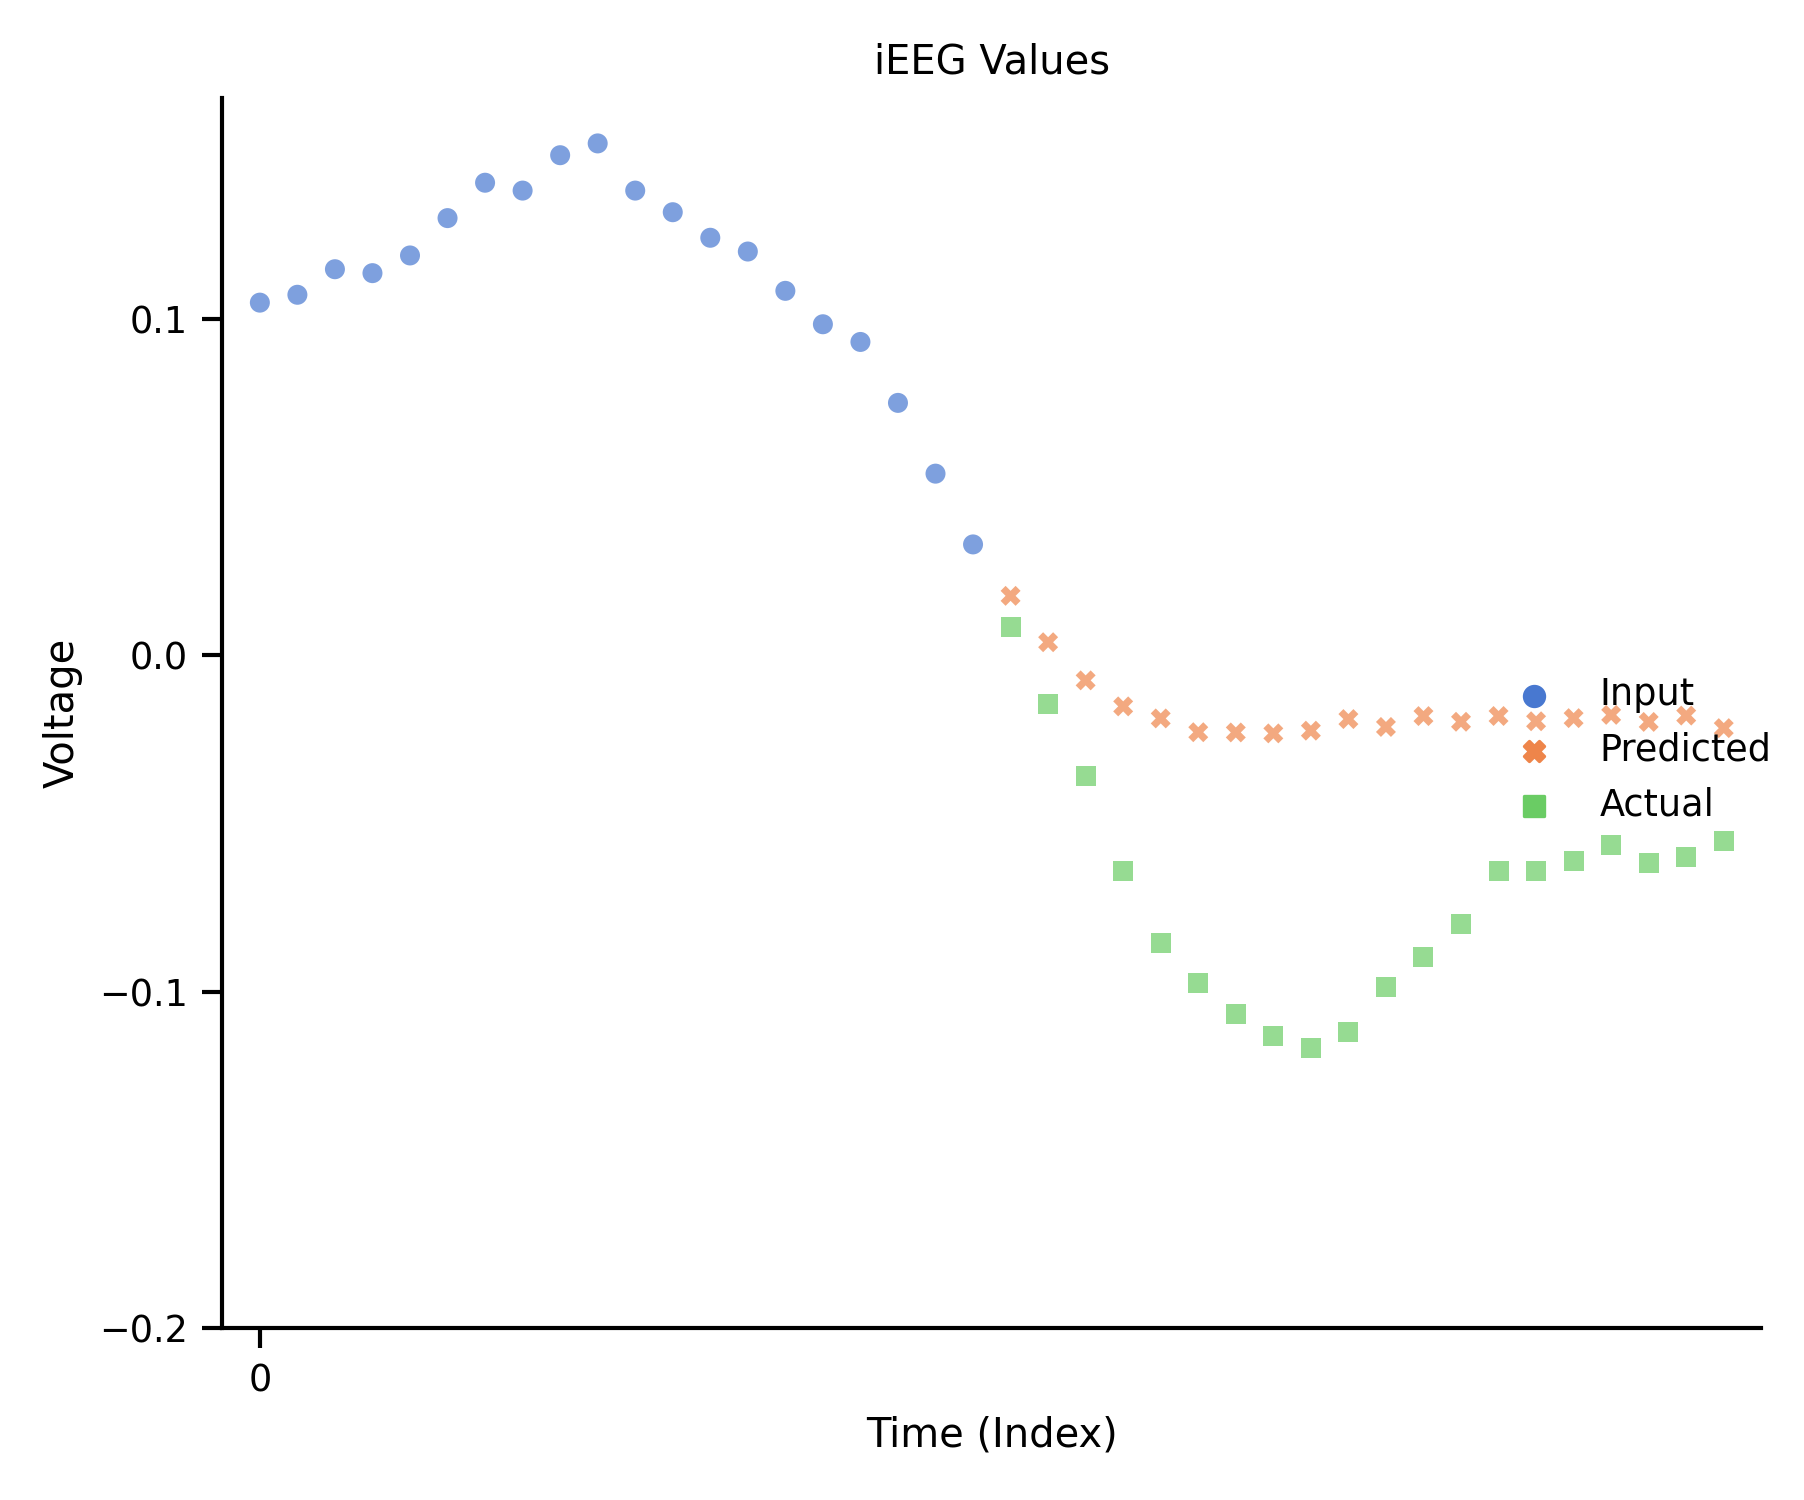 iEEG Values
Voltage
0.1
0.0
−0.1
−0.2
0
Time (Index)
Input
Predicted
Actual